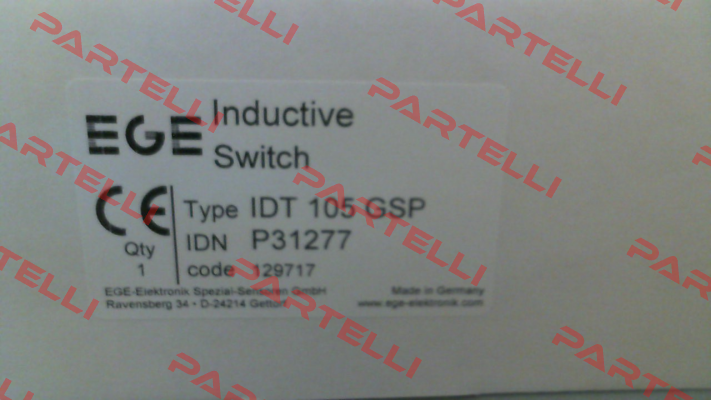 EGE Inductive
Switch
CE
Type IDT 105 GSP
IDN P31277
Qty
1
code 129717
EGE-Elektronik Spezial-Sensoren GmbH
Ravensberg 34 • D-24214 Gettorf
Made in Germany
www.ege-elektronik.com
PARTELLI
PARTELLI
PARTELLI
PARTELLI
PARTELLI
PARTELLI
PARTELLI